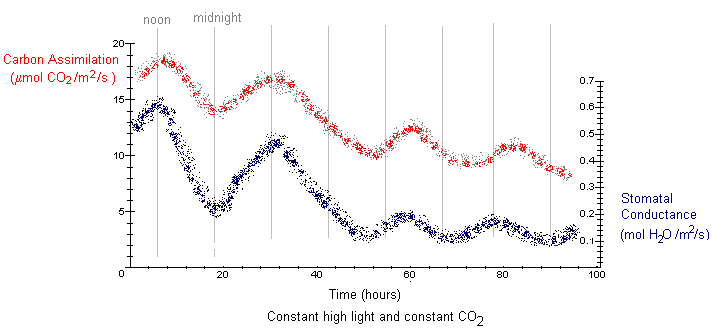 noon
midnight
Carbon Assimilation
(μmol CO2/m2/s )
20
15
10
5
0
20
40
60
80
100
0.7
0.6
0.5
0.4
0.3
0.2
0.1
Stomatal
Conductance
(mol H2O/m2/s)
Time (hours)
Constant high light and constant CO2